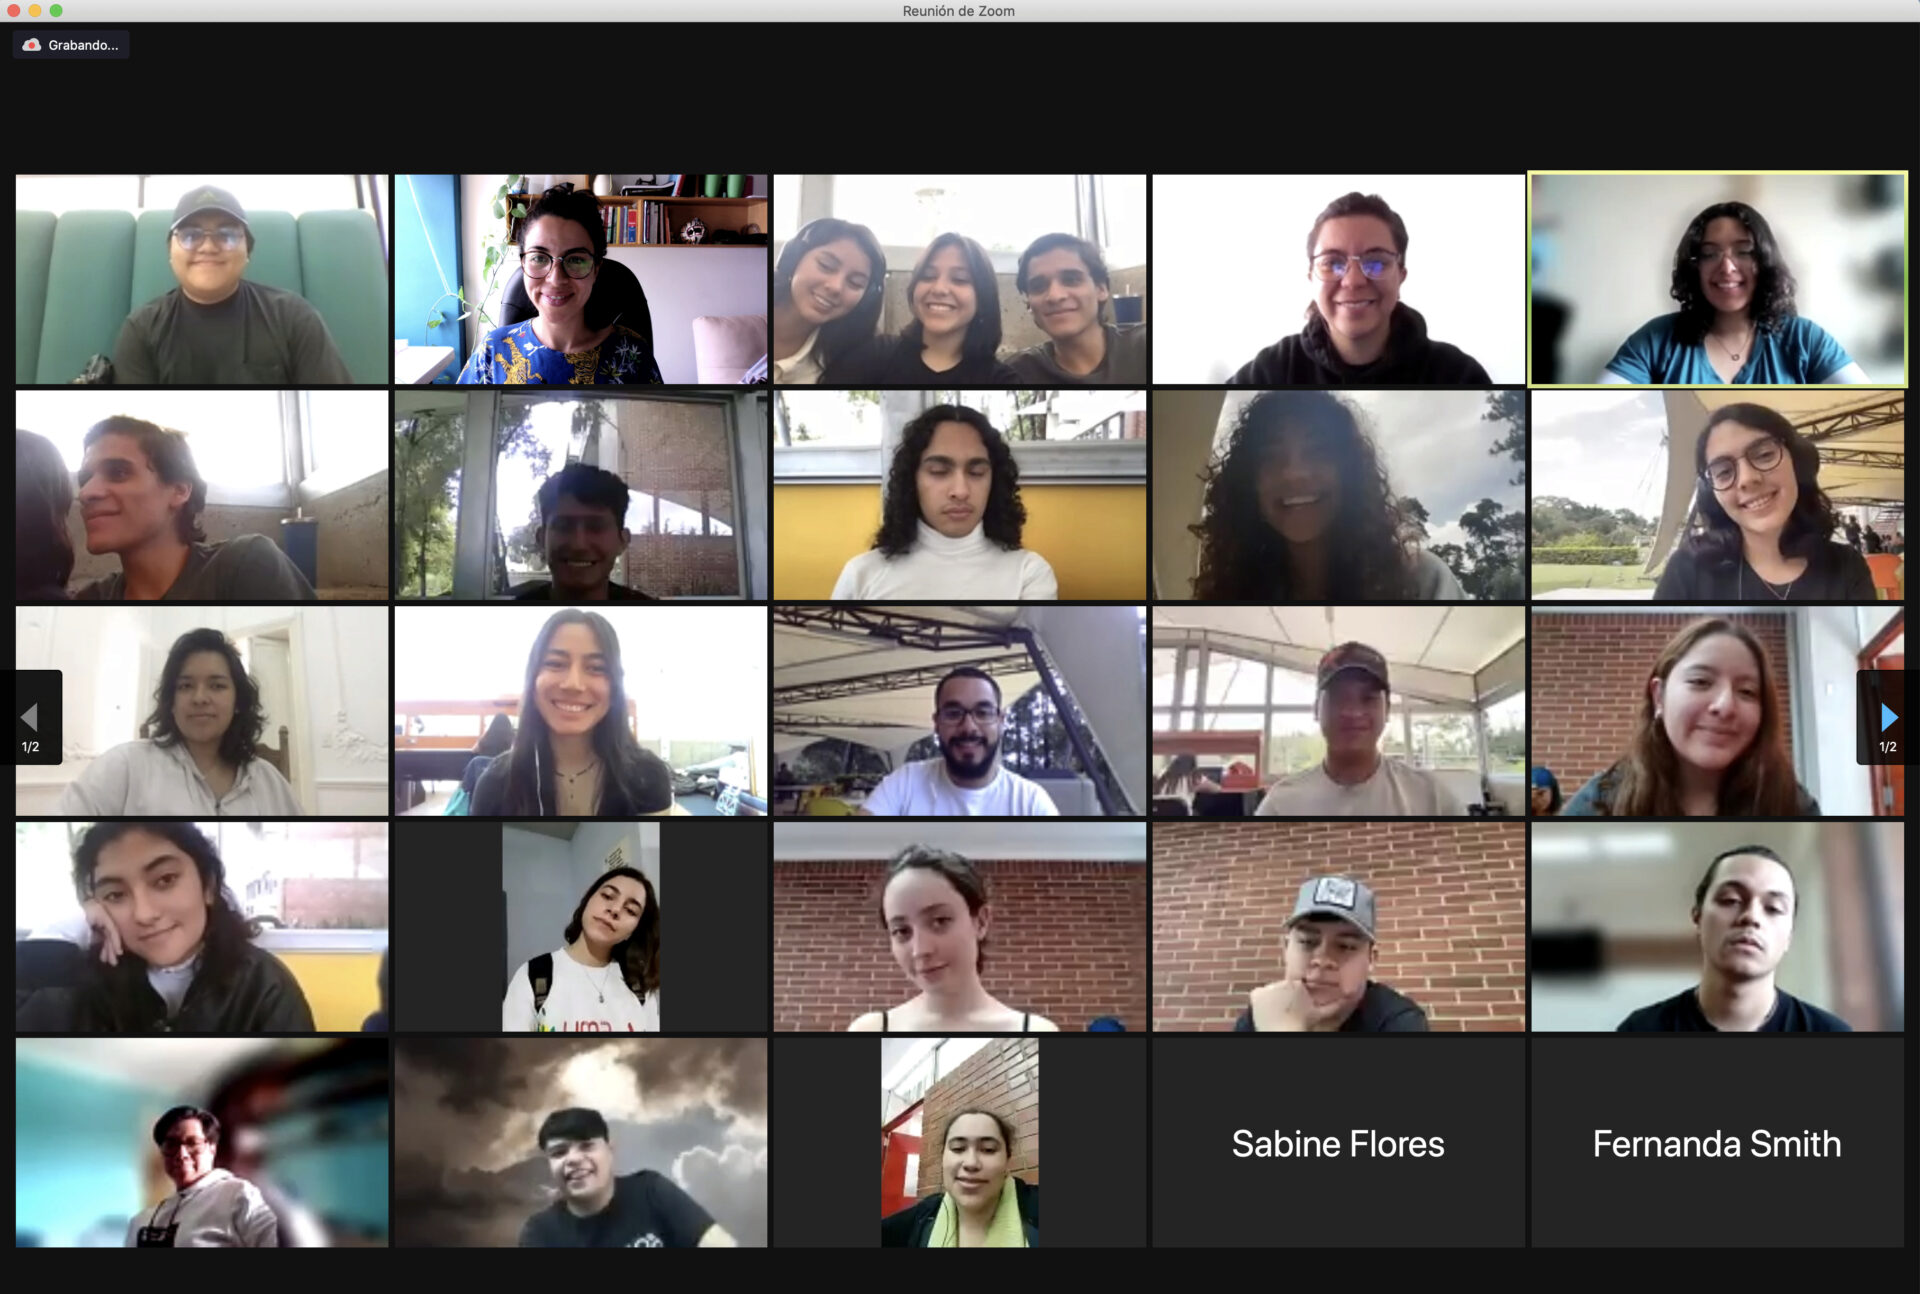 Reunión de Zoom
Grabando...
1/2
1/2
Sabine Flores
Fernanda Smith